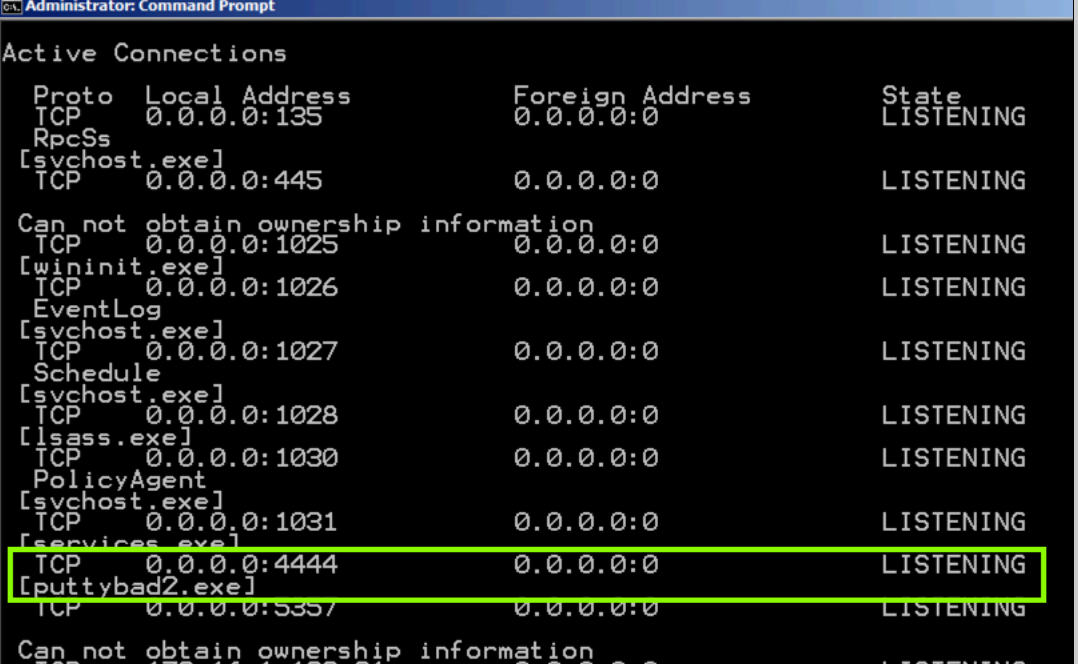 Administrator: Command Prompt
Active Connections
Proto Local Address Foreign Address State
TCP 0.0.0.0:135 0.0.0.0:0 LISTENING
RpcSs
[svchost.exe]
TCP 0.0.0.0:445 0.0.0.0:0 LISTENING
Can not obtain ownership information
TCP 0.0.0.0:1025 0.0.0.0:0 LISTENING
[wininit.exe]
TCP 0.0.0.0:1026 0.0.0.0:0 LISTENING
EventLog
[svchost.exe]
TCP 0.0.0.0:1027 0.0.0.0:0 LISTENING
Schedule
[svchost.exe]
TCP 0.0.0.0:1028 0.0.0.0:0 LISTENING
[lsass.exe]
TCP 0.0.0.0:1030 0.0.0.0:0 LISTENING
PolicyAgent
[svchost.exe]
TCP 0.0.0.0:1031 0.0.0.0:0 LISTENING
[services.exe]
TCP 0.0.0.0:4444 0.0.0.0:0 LISTENING
[puttybad2.exe]
TCP 0.0.0.0:5357 0.0.0.0:0 LISTENING
Can not obtain ownership information